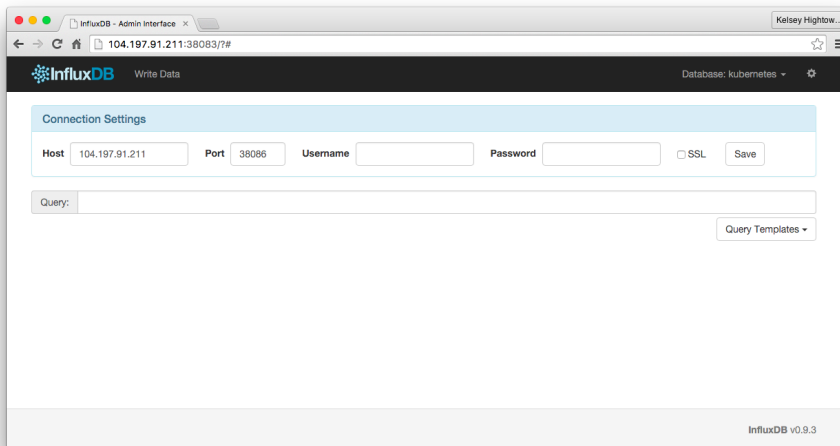 InfluxDB - Admin Interface
Kelsey Hightow...
104.197.91.211:38083/?#
InfluxDB Write Data Database: kubernetes
Connection Settings
Host 104.197.91.211 Port 38086 Username Password SSL Save
Query:
Query Templates
InfluxDB v0.9.3